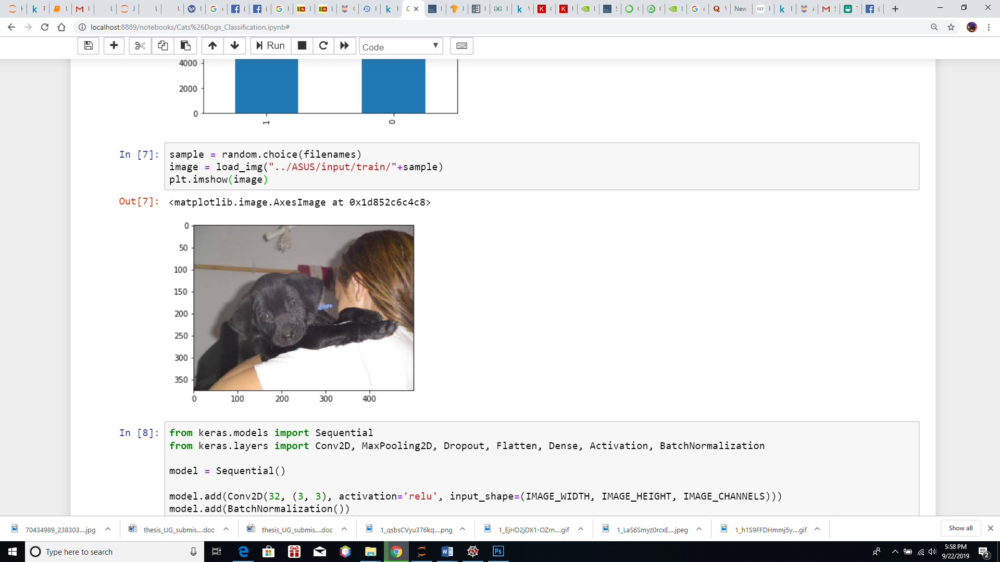 New
SST
localhost:8889/notebooks/Cats%26Dogs_Classification.ipynb#
Run
Code
4000
2000
0
1
0
In [7]:
sample = random.choice(filenames)
image = load_img("../ASUS/input/train/"+sample)
plt.imshow(image)
Out[7]:
<matplotlib.image.AxesImage at 0x1d852c6c4c8>
0
50
100
150
200
250
300
350
0
100
200
300
400
In [8]:
from keras.models import Sequential
from keras.layers import Conv2D, MaxPooling2D, Dropout, Flatten, Dense, Activation, BatchNormalization
model = Sequential()
model.add(Conv2D(32, (3, 3), activation='relu', input_shape=(IMAGE_WIDTH, IMAGE_HEIGHT, IMAGE_CHANNELS)))
model.add(BatchNormalization())
70434989_238303....jpg
thesis_UG_submis....doc
thesis_UG_submis....doc
1_qsbsCVyu376kq....png
1_EjHD2jDX1-OZrn....gif
1_LaS6Smyz0rcxE....jpeg
1_h1S9FFDHmmj5y....gif
Show all
Type here to search
Ps
5:58 PM
9/22/2019
2